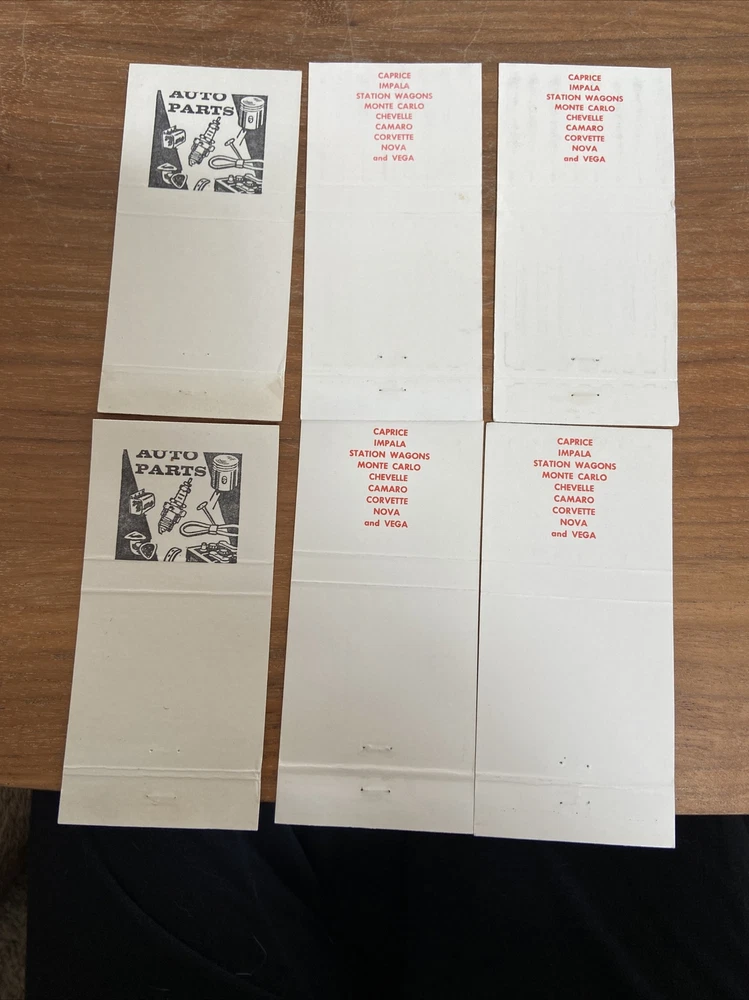 AUTO
PARTS
CAPRICE
IMPALA
STATION WAGONS
MONTE CARLO
CHEVELLE
CAMARO
CORVETTE
NOVA
and VEGA
CAPRICE
IMPALA
STATION WAGONS
MONTE CARLO
CHEVELLE
CAMARO
CORVETTE
NOVA
and VEGA
AUTO
PARTS
CAPRICE
IMPALA
STATION WAGONS
MONTE CARLO
CHEVELLE
CAMARO
CORVETTE
NOVA
and VEGA
CAPRICE
IMPALA
STATION WAGONS
MONTE CARLO
CHEVELLE
CAMARO
CORVETTE
NOVA
and VEGA